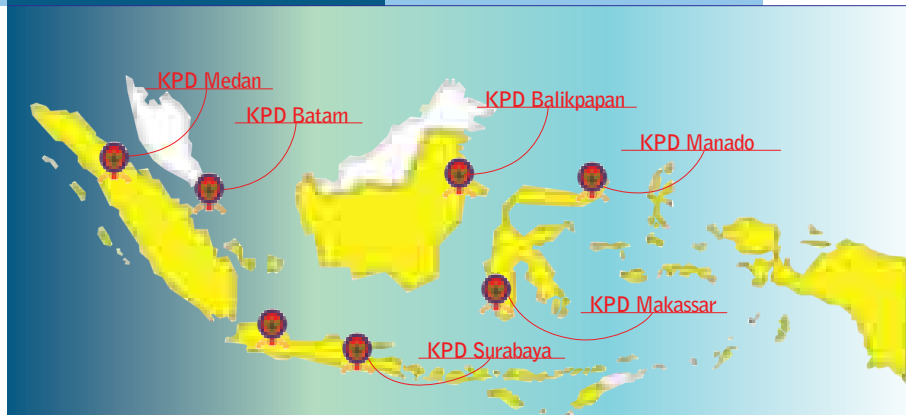 KPD Medan
KPD Batam
KPD Balikpapan
KPD Manado
KPD Makassar
KPD Surabaya